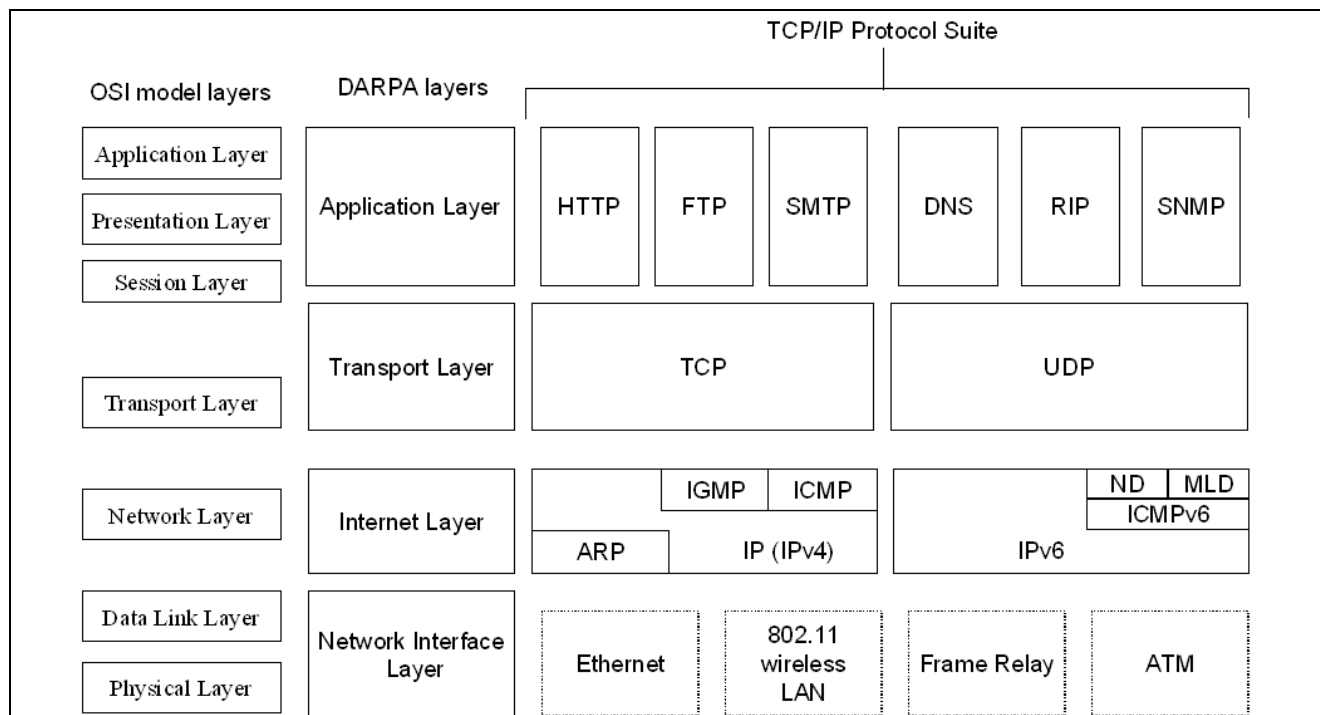 TCP/IP Protocol Suite
OSI model layers
DARPA layers
Application Layer
Presentation Layer
Session Layer
Application Layer
HTTP
FTP
SMTP
DNS
RIP
SNMP
Transport Layer
Transport Layer
TCP
UDP
Network Layer
Internet Layer
IGMP
ICMP
ARP
IP (IPv4)
ND
MLD
ICMPv6
IPv6
Data Link Layer
Physical Layer
Network Interface
Layer
Ethernet
802.11
wireless
LAN
Frame Relay
ATM